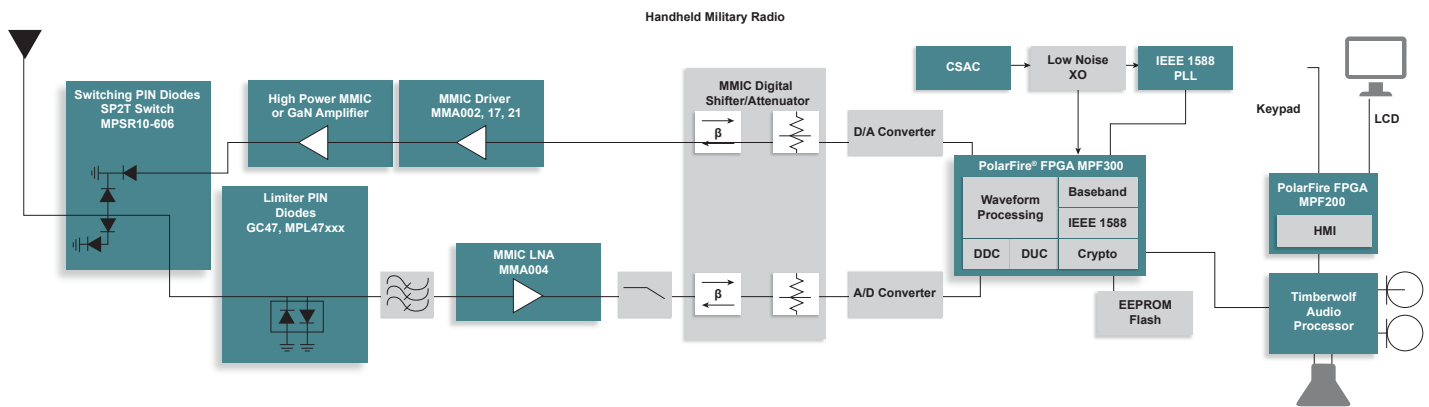 Handheld Military Radio
Switching PIN Diodes
SP2T Switch
MPSR10-606
High Power MMIC
or GaN Amplifier
MMIC Driver
MMA002, 17, 21
MMIC Digital
Shifter/Attenuator
β
D/A Converter
CSAC
Low Noise
XO
IEEE 1588
PLL
Keypad
LCD
Limiter PIN
Diodes
GC47, MPL47xxx
MMIC LNA
MMA004
β
A/D Converter
PolarFire® FPGA MPF300
Waveform
Processing
Baseband
IEEE 1588
DDC
DUC
Crypto
EEPROM
Flash
PolarFire FPGA
MPF200
HMI
Timberwolf
Audio
Processor